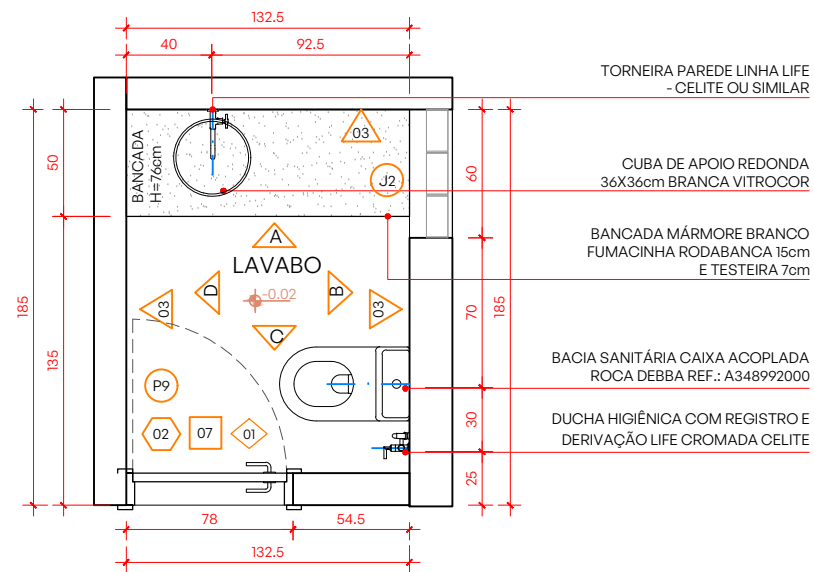 132.5
40
92.5
TORNEIRA PAREDE LINHA LIFE
- CELITE OU SIMILAR
CUBA DE APOIO REDONDA
36X36cm BRANCA VITROCOR
BANCADA MÁRMORE BRANCO
FUMACINHA RODABANCA 15cm
E TESTEIRA 7cm
BACIA SANITÁRIA CAIXA ACOPLADA
ROCA DEBBA REF.: A348992000
DUCHA HIGIÊNICA COM REGISTRO E
DERIVAÇÃO LIFE CROMADA CELITE
185
50
135
BANCADA
H=76cm
03
J2
60
70
30
25
185
A
LAVABO
D
B
-0.02
03
03
C
P9
02
07
01
78
54.5
132.5